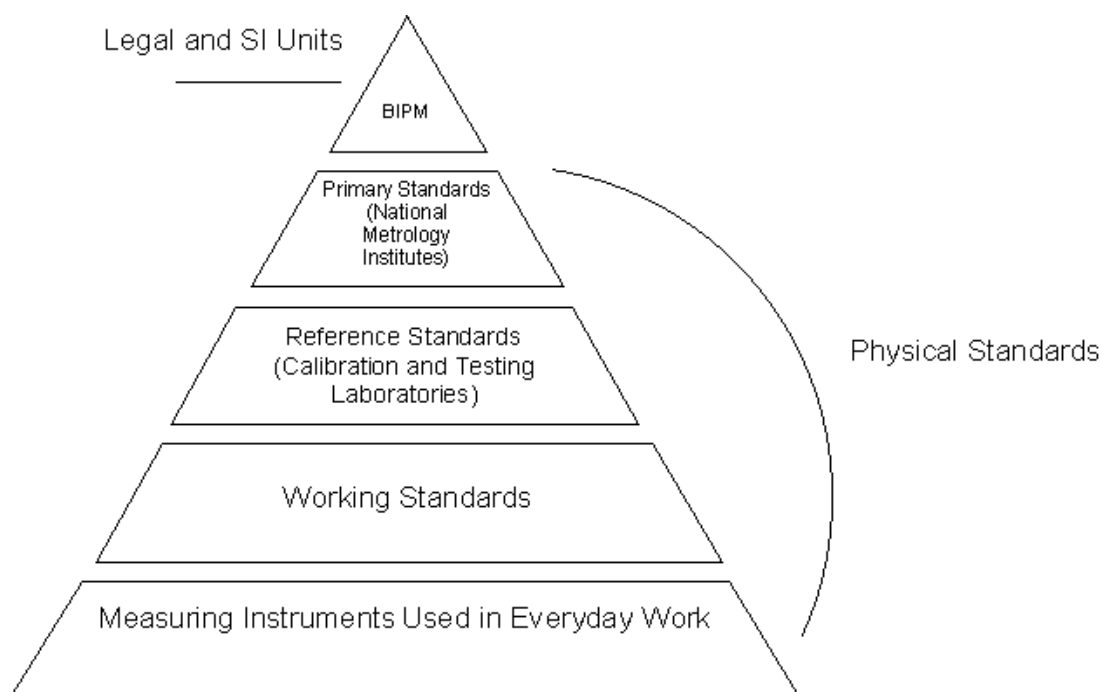 Legal and SI Units
BIPM
Primary Standards
(National
Metrology
Institutes)
Reference Standards
(Calibration and Testing
Laboratories)
Physical Standards
Working Standards
Measuring Instruments Used in Everyday Work